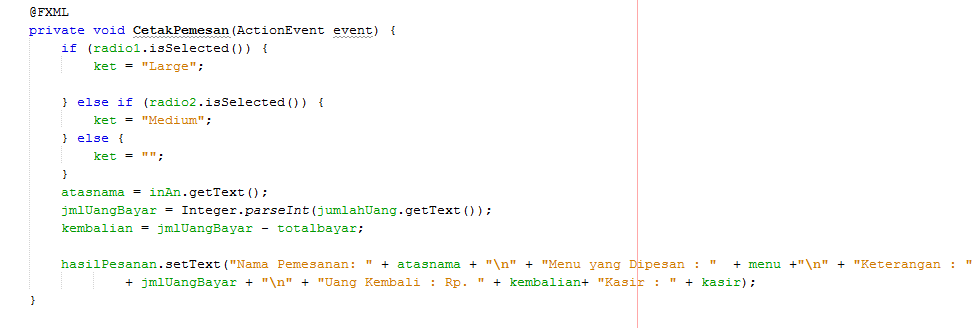 @FXML
private void CetakPemesan(ActionEvent event) {
if (radio1.isSelected()) {
ket = "Large";
} else if (radio2.isSelected()) {
ket = "Medium";
} else {
ket = "";
}
atasnama = inAn.getText();
jmlUangBayar = Integer.parseInt(jumlahUang.getText());
kembalian = jmlUangBayar - totalbayar;
hasilPesanan.setText("Nama Pemesanan: " + atasnama + "\n" + "Menu yang Dipesan : "  + menu +"\n" + "Keterangan : "
+ jmlUangBayar + "\n" + "Uang Kembali : Rp. " + kembalian+ "Kasir : " + kasir);
}